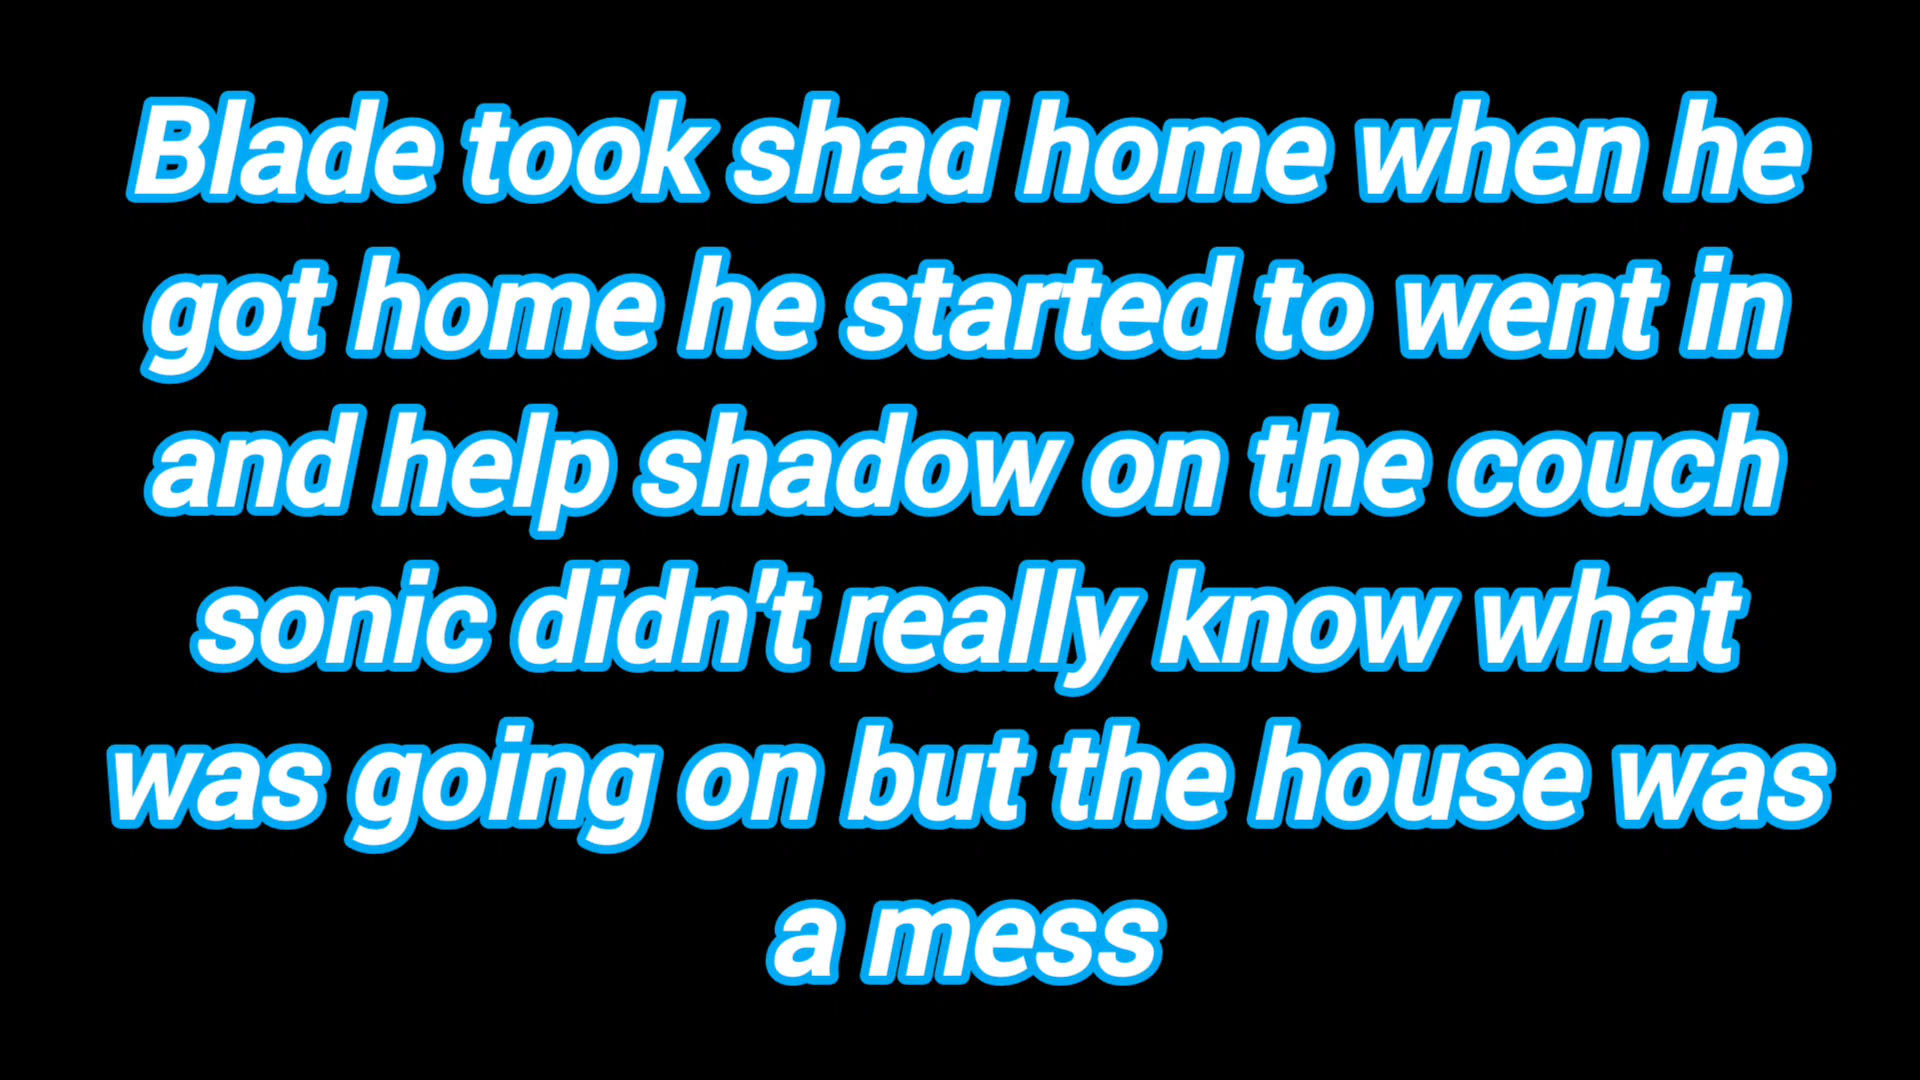 Blade took shad home when he
got home he started to went in
and help shadow on the couch
sonic didn't really know what
was going on but the house was
a mess